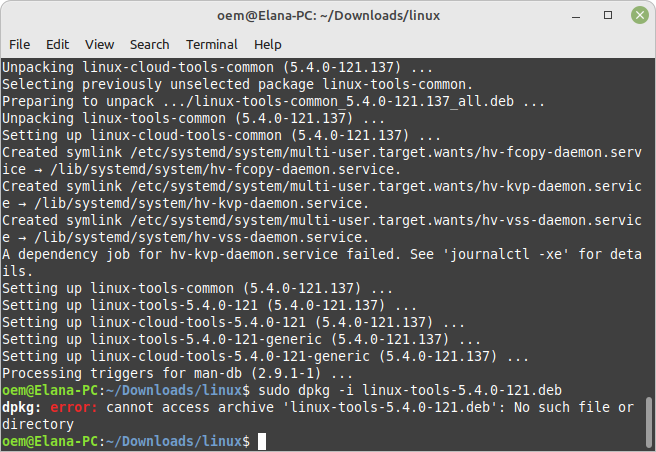 oem@Elana-PC: ~/Downloads/linux
File Edit View Search Terminal Help
Unpacking linux-cloud-tools-common (5.4.0-121.137) ...
Selecting previously unselected package linux-tools-common.
Preparing to unpack .../linux-tools-common_5.4.0-121.137_all.deb ...
Unpacking linux-tools-common (5.4.0-121.137) ...
Setting up linux-cloud-tools-common (5.4.0-121.137) ...
Created symlink /etc/systemd/system/multi-user.target.wants/hv-fcopy-daemon.serv
ice → /lib/systemd/system/hv-fcopy-daemon.service.
Created symlink /etc/systemd/system/multi-user.target.wants/hv-kvp-daemon.servic
e → /lib/systemd/system/hv-kvp-daemon.service.
Created symlink /etc/systemd/system/multi-user.target.wants/hv-vss-daemon.servic
e → /lib/systemd/system/hv-vss-daemon.service.
A dependency job for hv-kvp-daemon.service failed. See 'journalctl -xe' for deta
ils.
Setting up linux-tools-common (5.4.0-121.137) ...
Setting up linux-tools-5.4.0-121 (5.4.0-121.137) ...
Setting up linux-cloud-tools-5.4.0-121 (5.4.0-121.137) ...
Setting up linux-tools-5.4.0-121-generic (5.4.0-121.137) ...
Setting up linux-cloud-tools-5.4.0-121-generic (5.4.0-121.137) ...
Processing triggers for man-db (2.9.1-1) ...
oem@Elana-PC:~/Downloads/linux$ sudo dpkg -i linux-tools-5.4.0-121.deb
dpkg: error: cannot access archive 'linux-tools-5.4.0-121.deb': No such file or
directory
oem@Elana-PC:~/Downloads/linux$